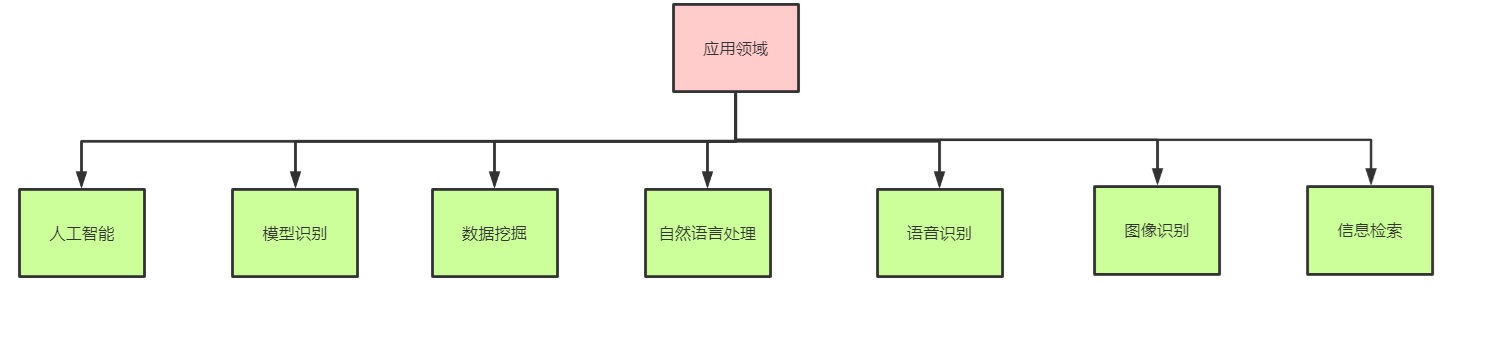 应用领域
人工智能
模型识别
数据挖掘
自然语言处理
语音识别
图像识别
信息检索